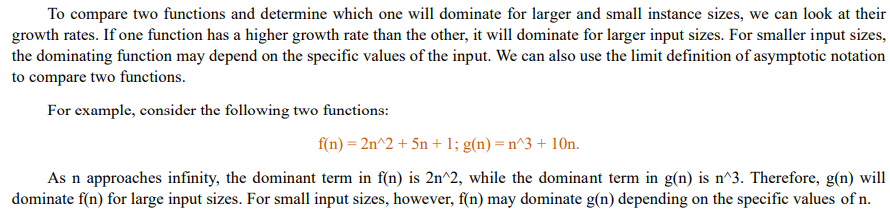 To compare two functions and determine which one will dominate for larger and small instance sizes, we can look at their
growth rates. If one function has a higher growth rate than the other, it will dominate for larger input sizes. For smaller input sizes,
the dominating function may depend on the specific values of the input. We can also use the limit definition of asymptotic notation
to compare two functions.
For example, consider the following two functions:
f(n) = 2n^2 + 5n + 1; g(n) = n^3 + 10n.
As n approaches infinity, the dominant term in f(n) is 2n^2, while the dominant term in g(n) is n^3. Therefore, g(n) will
dominate f(n) for large input sizes. For small input sizes, however, f(n) may dominate g(n) depending on the specific values of n.